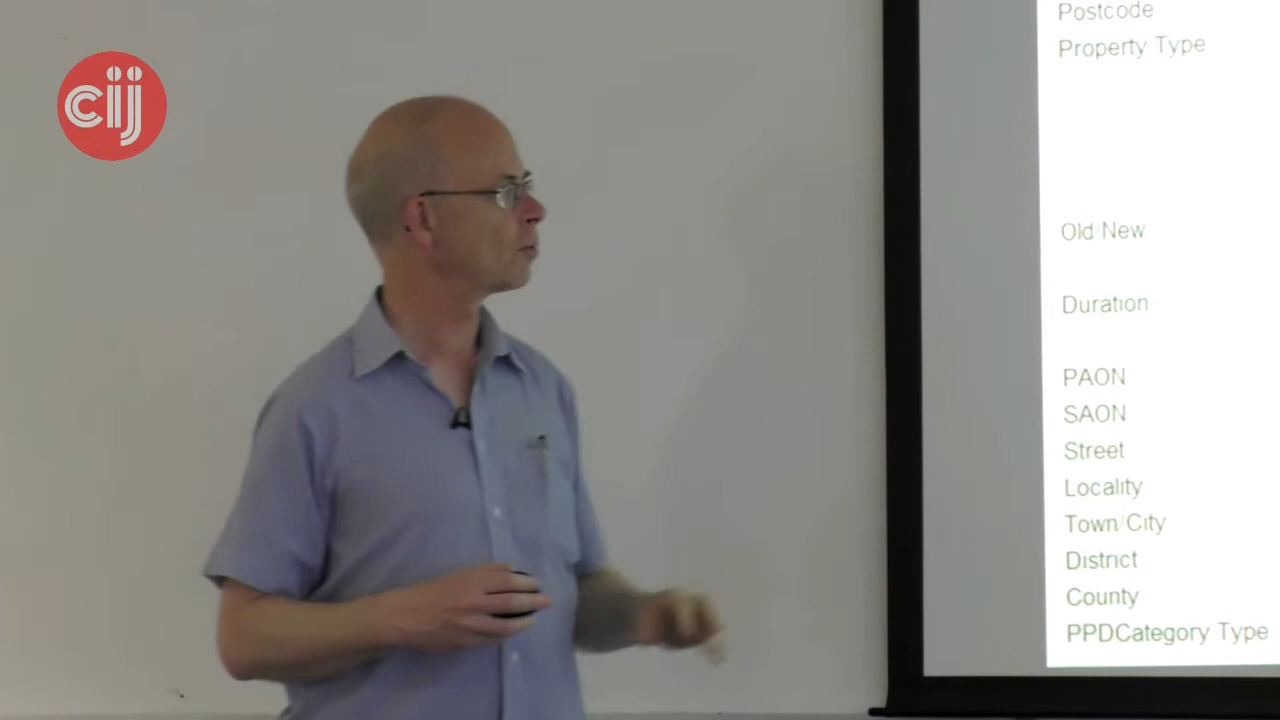 cij
Postcode
Property Type
Old/New
Duration
PAON
SAON
Street
Locality
Town/City
District
County
PPDCategory Type